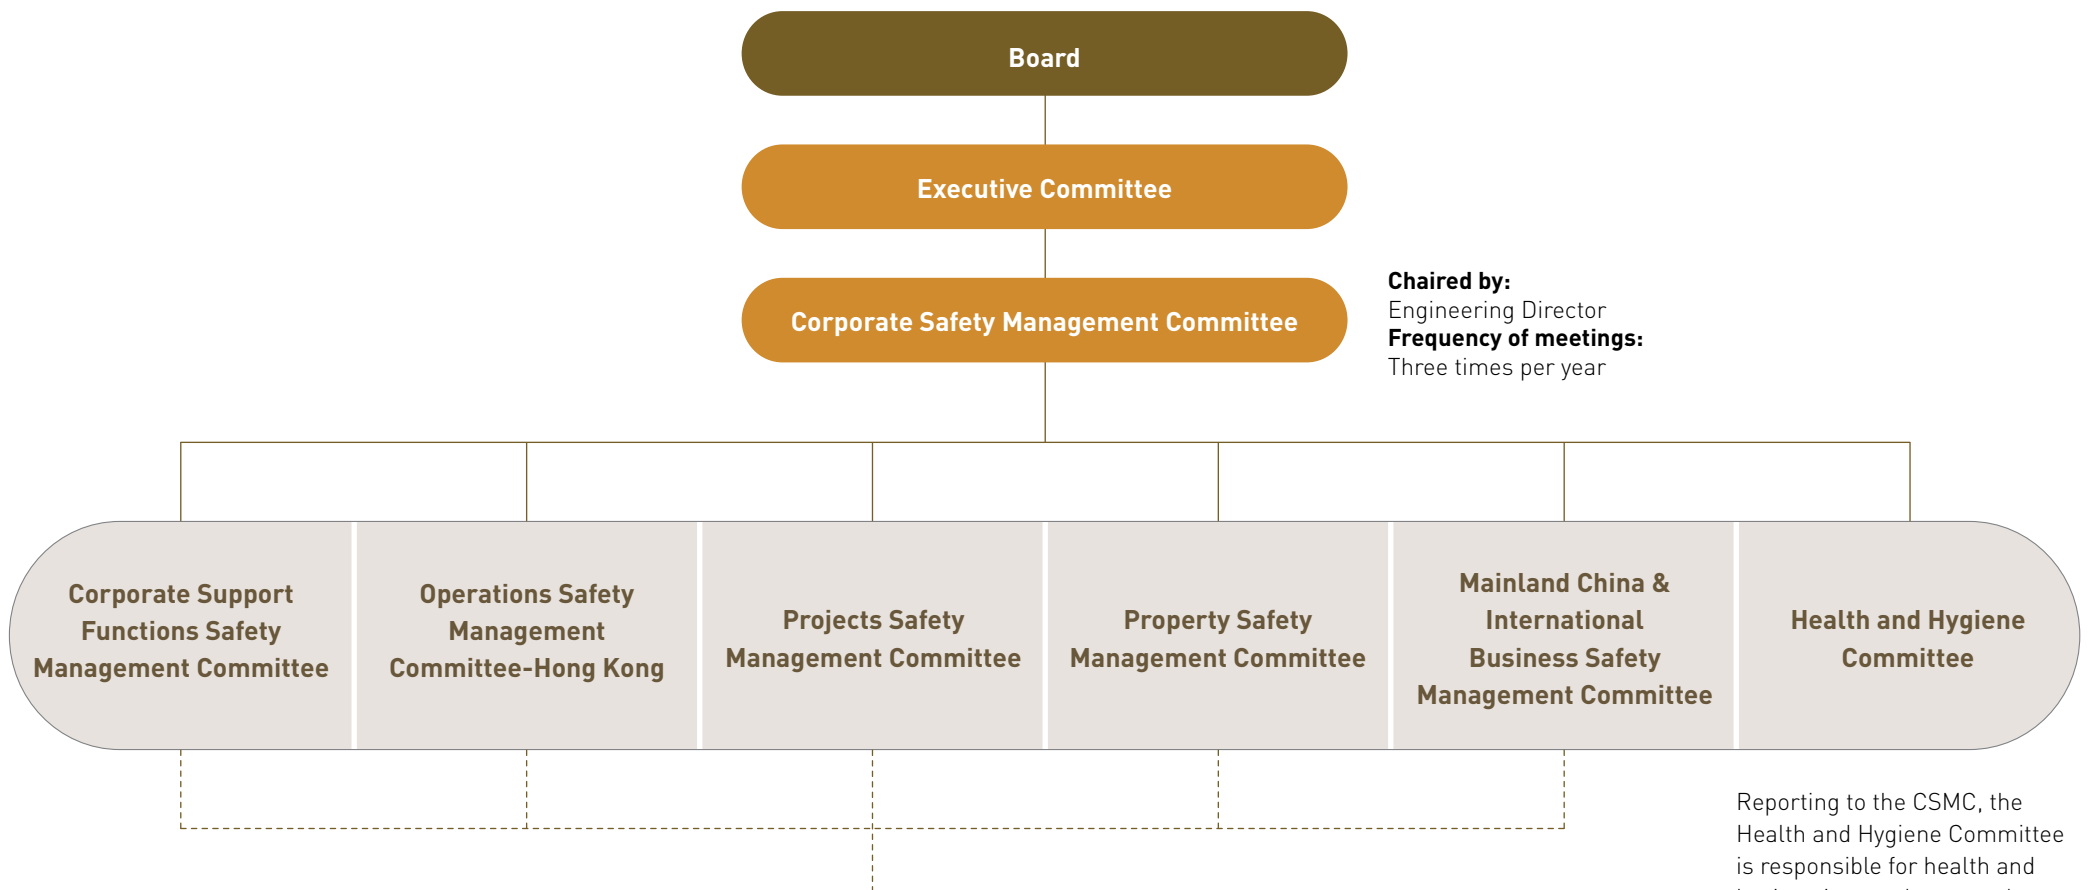 Board
Executive Committee
Corporate Safety Management Committee
Chaired by:
Engineering Director
Frequency of meetings:
Three times per year
Corporate Support
Functions Safety
Management Committee
Operations Safety
Management
Committee-Hong Kong
Projects Safety
Management Committee
Property Safety
Management Committee
Mainland China &
International
Business Safety
Management Committee
Health and Hygiene
Committee
Reporting to the CSMC, the
Health and Hygiene Committee
is responsible for health and